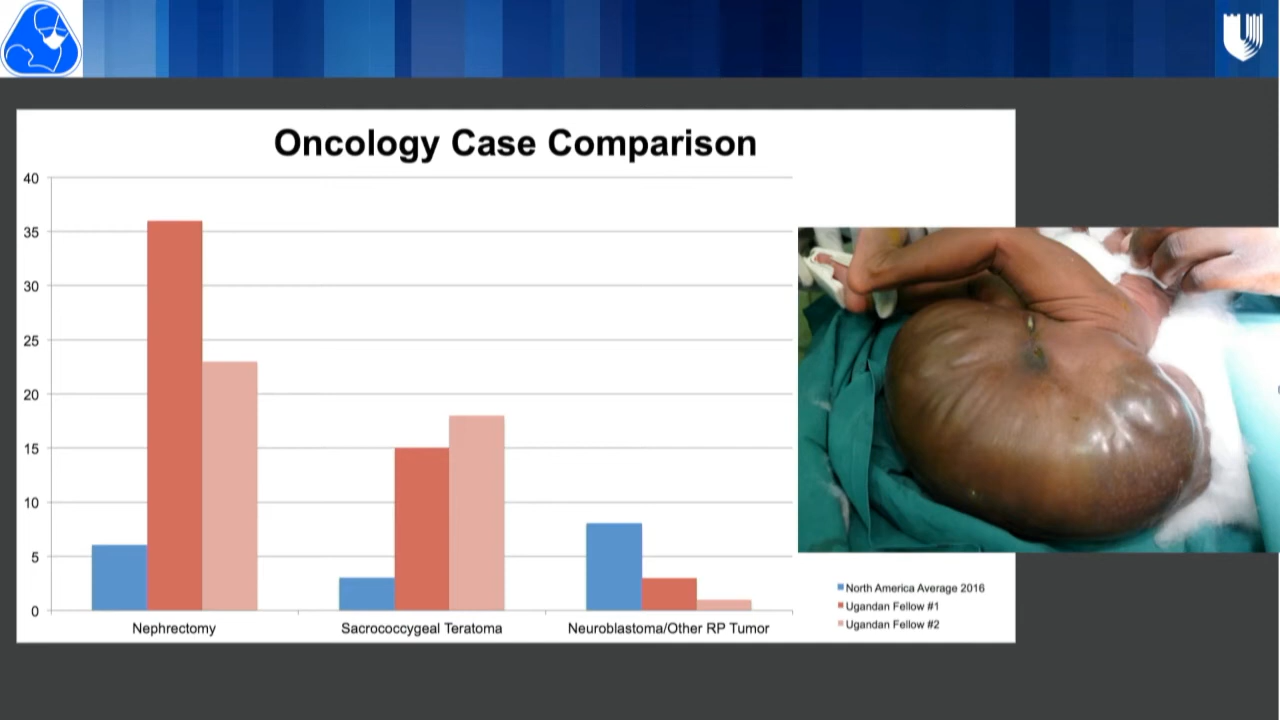 Oncology Case Comparison
40
35
30
25
20
15
10
5
0
Nephrectomy
Sacrococcygeal Teratoma
Neuroblastoma/Other RP Tumor
North America Average 2016
Ugandan Fellow #1
Ugandan Fellow #2